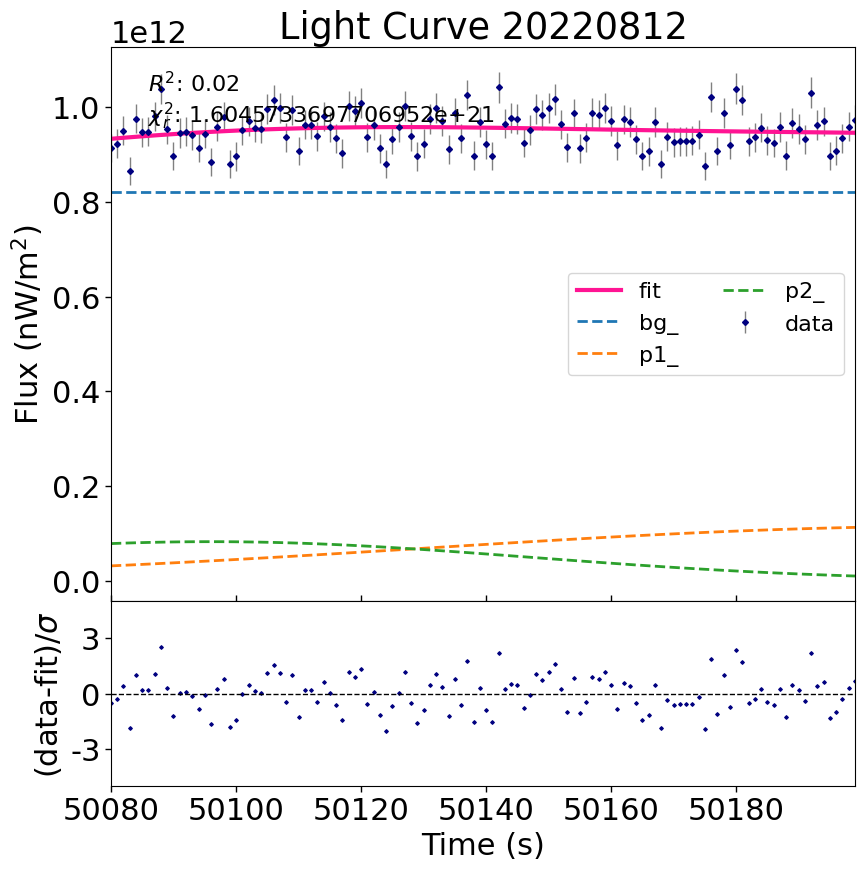 Light Curve 20220812
1e12
R²: 0.02
χ²ᵣ: 1.6045733697706952e+21
1.0
0.8
0.6
0.4
0.2
0.0
Flux (nW/m²)
fit
bg_
p1_
p2_
data
3
0
-3
(data-fit)/σ
50080 50100 50120 50140 50160 50180
Time (s)